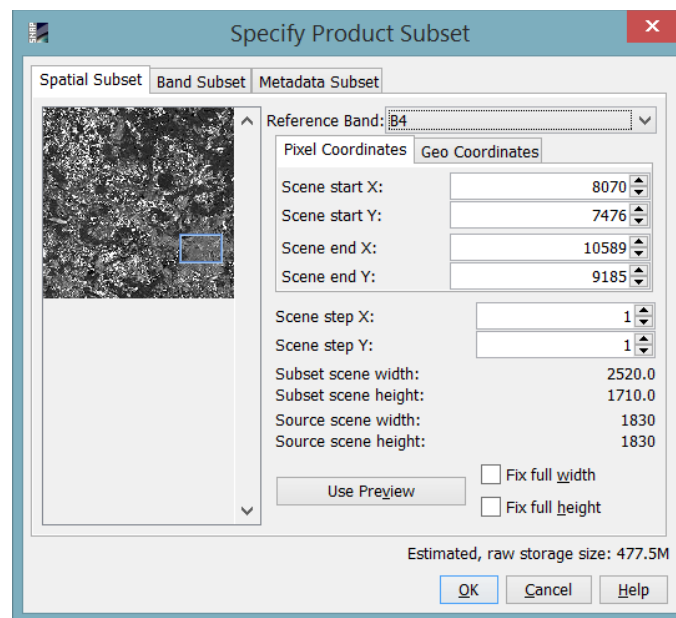 SNAP
Specify Product Subset
Spatial Subset Band Subset Metadata Subset
Reference Band: B4
Pixel Coordinates Geo Coordinates
Scene start X: 8070
Scene start Y: 7476
Scene end X: 10589
Scene end Y: 9185
Scene step X: 1
Scene step Y: 1
Subset scene width: 2520.0
Subset scene height: 1710.0
Source scene width: 1830
Source scene height: 1830
Use Preview
Fix full width
Fix full height
Estimated, raw storage size: 477.5M
OK Cancel Help